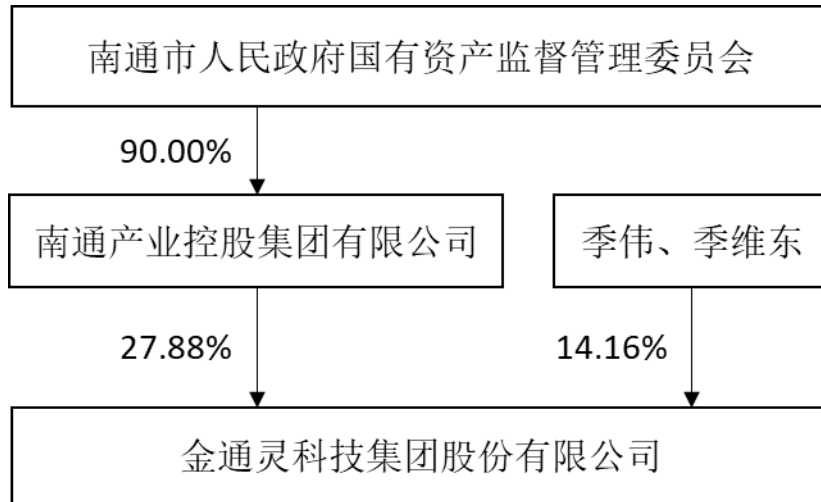 南通市人民政府国有资产监督管理委员会
90.00%
南通产业控股集团有限公司
季伟、季维东
27.88%
14.16%
金通灵科技集团股份有限公司